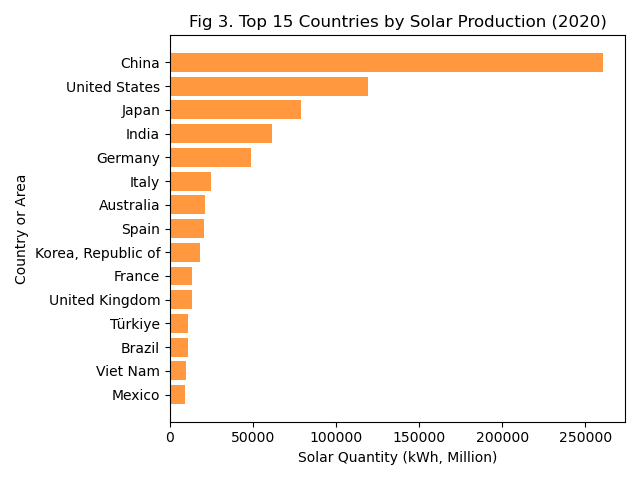 Fig 3. Top 15 Countries by Solar Production (2020)
China
United States
Japan
India
Germany
Italy
Australia
Spain
Korea, Republic of
France
United Kingdom
Türkiye
Brazil
Viet Nam
Mexico
Country or Area
0 50000 100000 150000 200000 250000
Solar Quantity (kWh, Million)